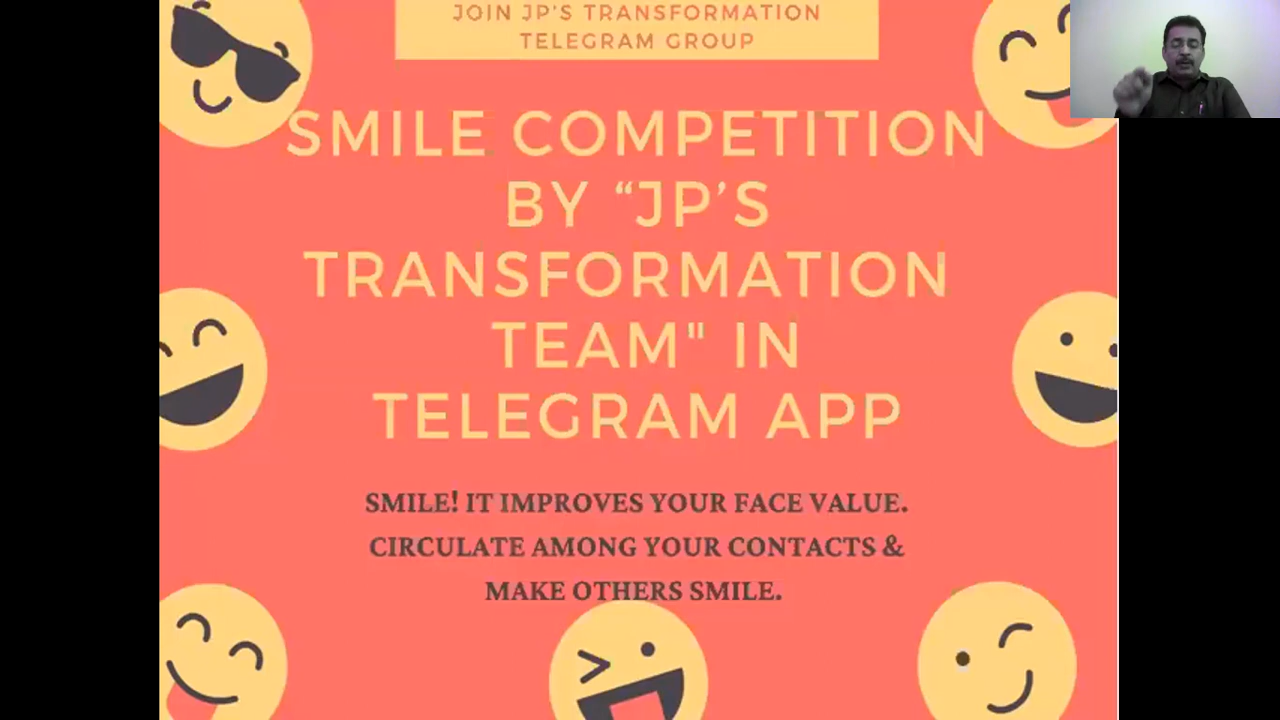 JOIN JP'S TRANSFORMATION
TELEGRAM GROUP
SMILE COMPETITION
BY “JP’S
TRANSFORMATION
TEAM" IN
TELEGRAM APP
SMILE! IT IMPROVES YOUR FACE VALUE.
CIRCULATE AMONG YOUR CONTACTS &
MAKE OTHERS SMILE.